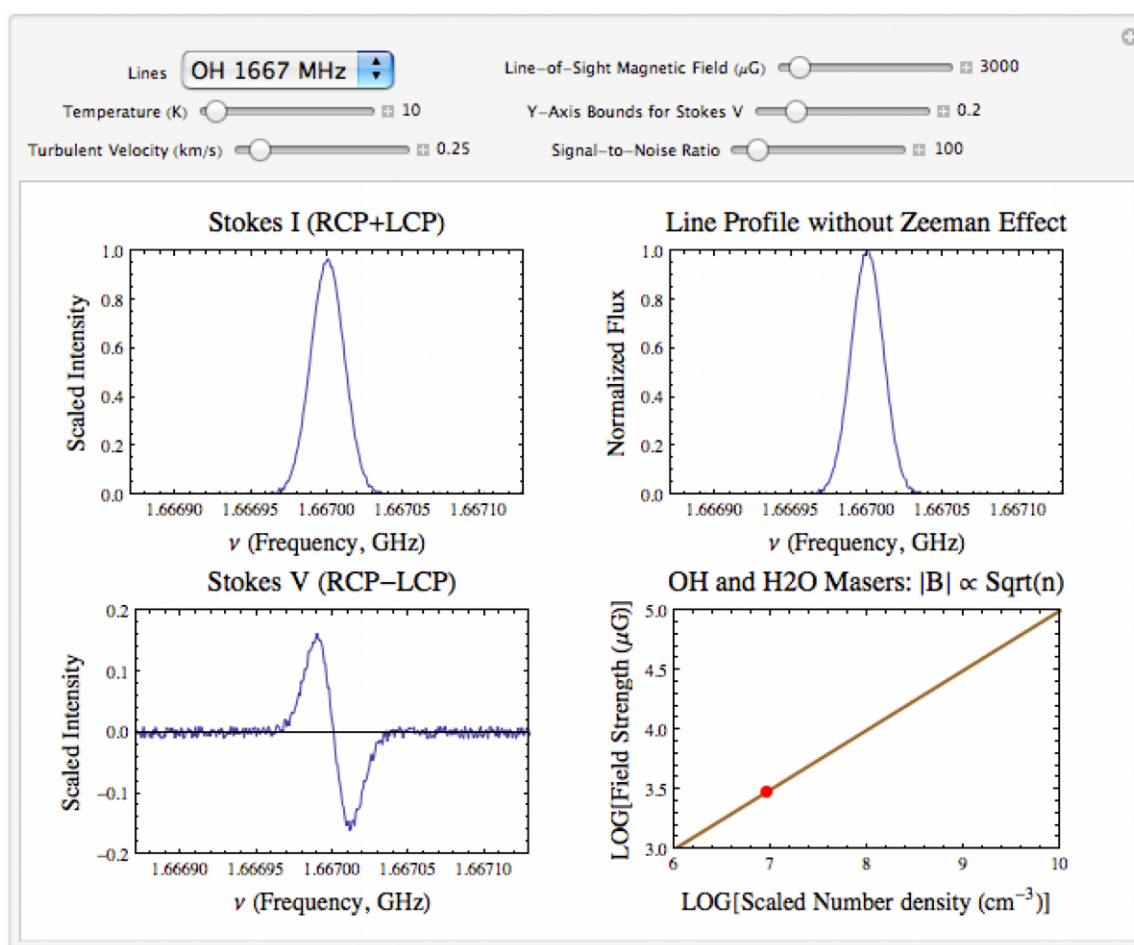 Lines OH 1667 MHz
Line-of-Sight Magnetic Field (μG) 3000
Temperature (K) 10
Y-Axis Bounds for Stokes V 0.2
Turbulent Velocity (km/s) 0.25
Signal-to-Noise Ratio 100
Stokes I (RCP+LCP)
Scaled Intensity
1.0
0.8
0.6
0.4
0.2
0.0
1.66690 1.66695 1.66700 1.66705 1.66710
ν (Frequency, GHz)
Line Profile without Zeeman Effect
Normalized Flux
1.0
0.8
0.6
0.4
0.2
0.0
1.66690 1.66695 1.66700 1.66705 1.66710
ν (Frequency, GHz)
Stokes V (RCP−LCP)
Scaled Intensity
0.2
0.1
0.0
−0.1
−0.2
1.66690 1.66695 1.66700 1.66705 1.66710
ν (Frequency, GHz)
OH and H2O Masers: |B| ∝ Sqrt(n)
LOG[Field Strength (μG)]
5.0
4.5
4.0
3.5
3.0
6 7 8 9 10
LOG[Scaled Number density (cm⁻³)]